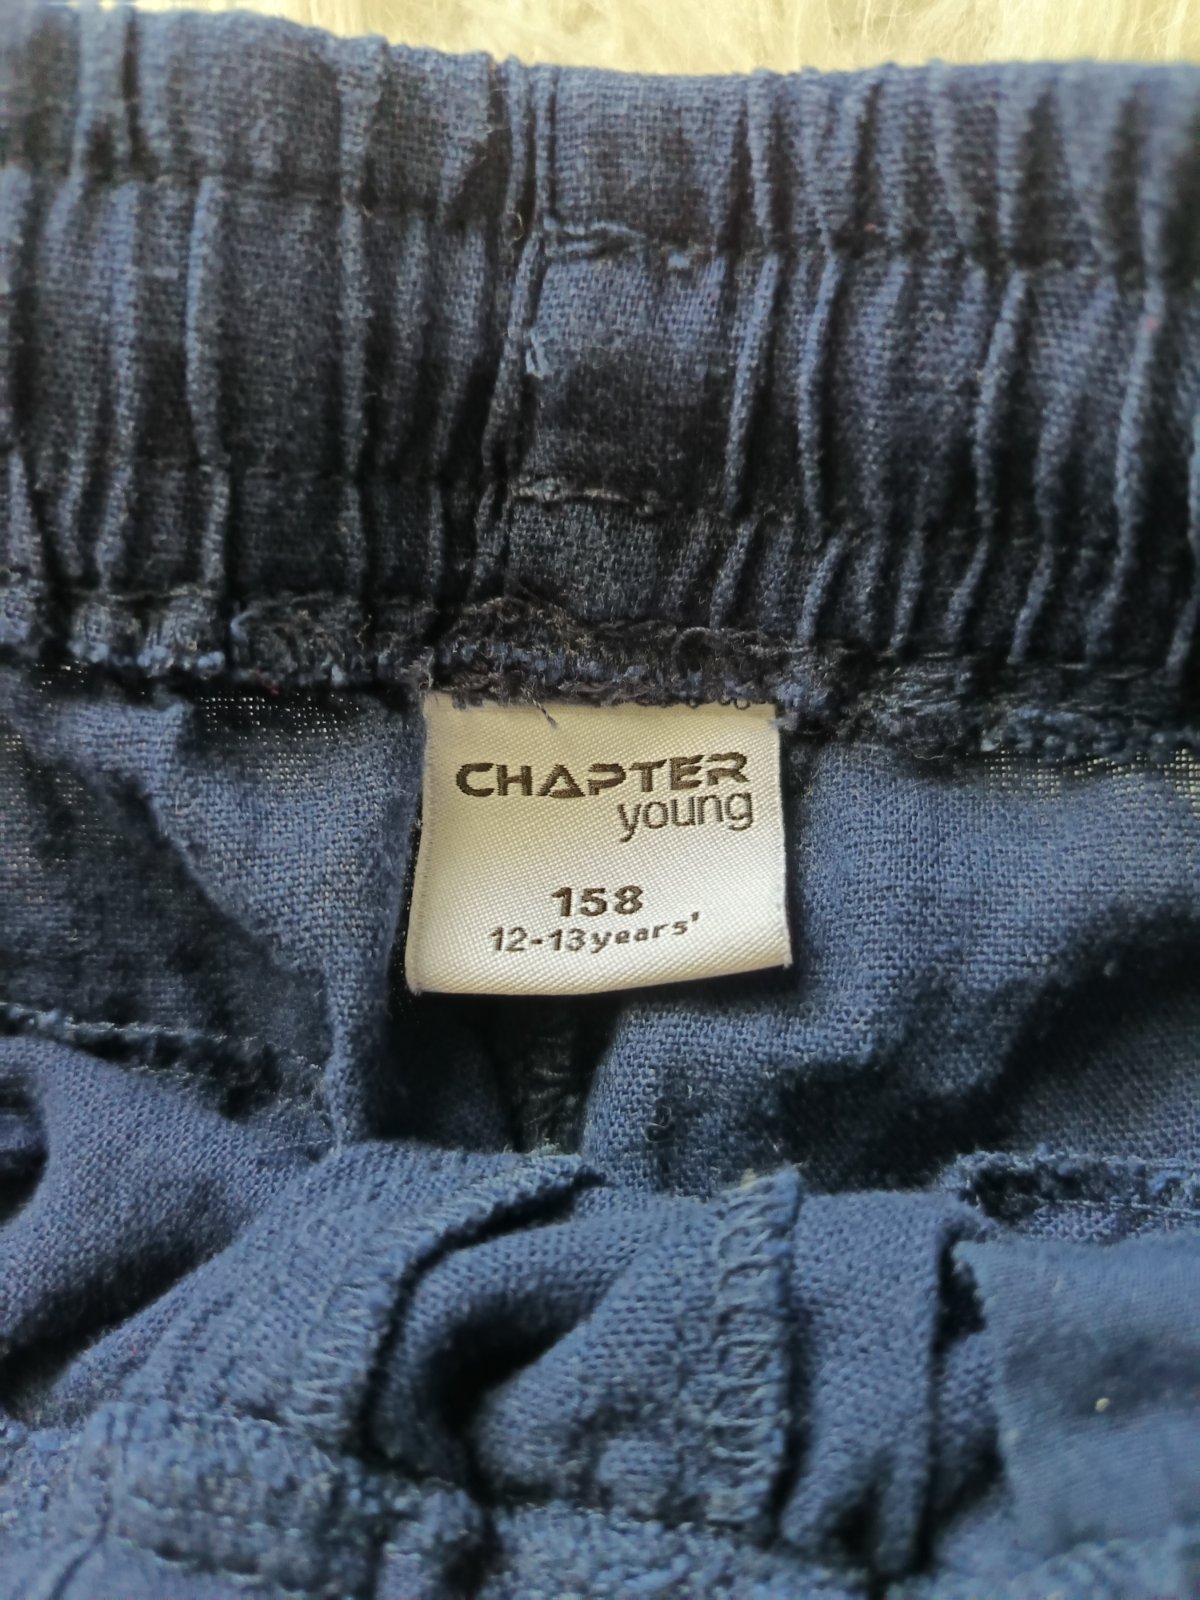 CHAPTER
young
158
12-13years'